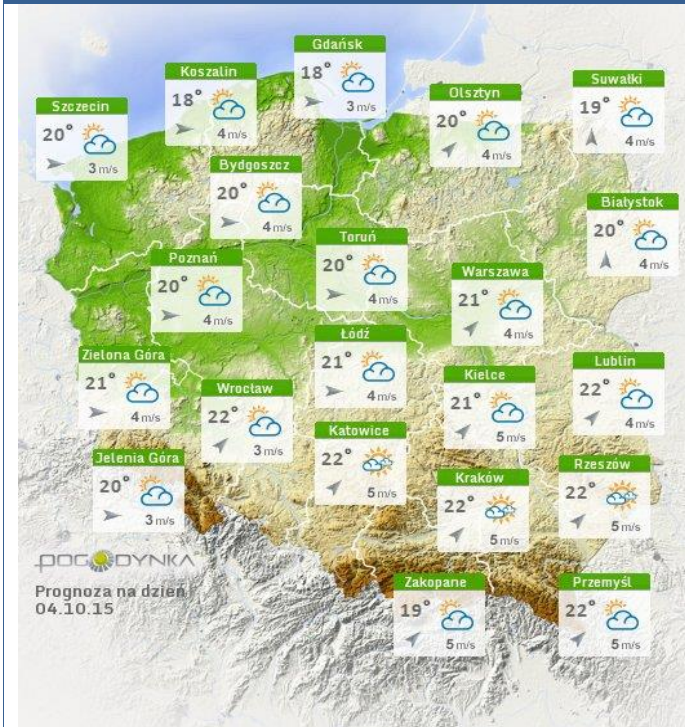 Gdańsk
18°
3 m/s
Koszalin
18°
4 m/s
Olsztyn
20°
4 m/s
Suwałki
19°
4 m/s
Szczecin
20°
3 m/s
Bydgoszcz
20°
4 m/s
Białystok
20°
4 m/s
Toruń
20°
4 m/s
Poznań
20°
4 m/s
Warszawa
21°
4 m/s
Łódź
21°
4 m/s
Zielona Góra
21°
4 m/s
Lublin
22°
4 m/s
Kielce
21°
5 m/s
Wrocław
22°
3 m/s
Katowice
22°
5 m/s
Jelenia Góra
20°
3 m/s
Rzeszów
22°
5 m/s
Kraków
22°
5 m/s
POGODYNKA
Prognoza na dzień
04.10.15
Zakopane
19°
5 m/s
Przemyśl
22°
5 m/s